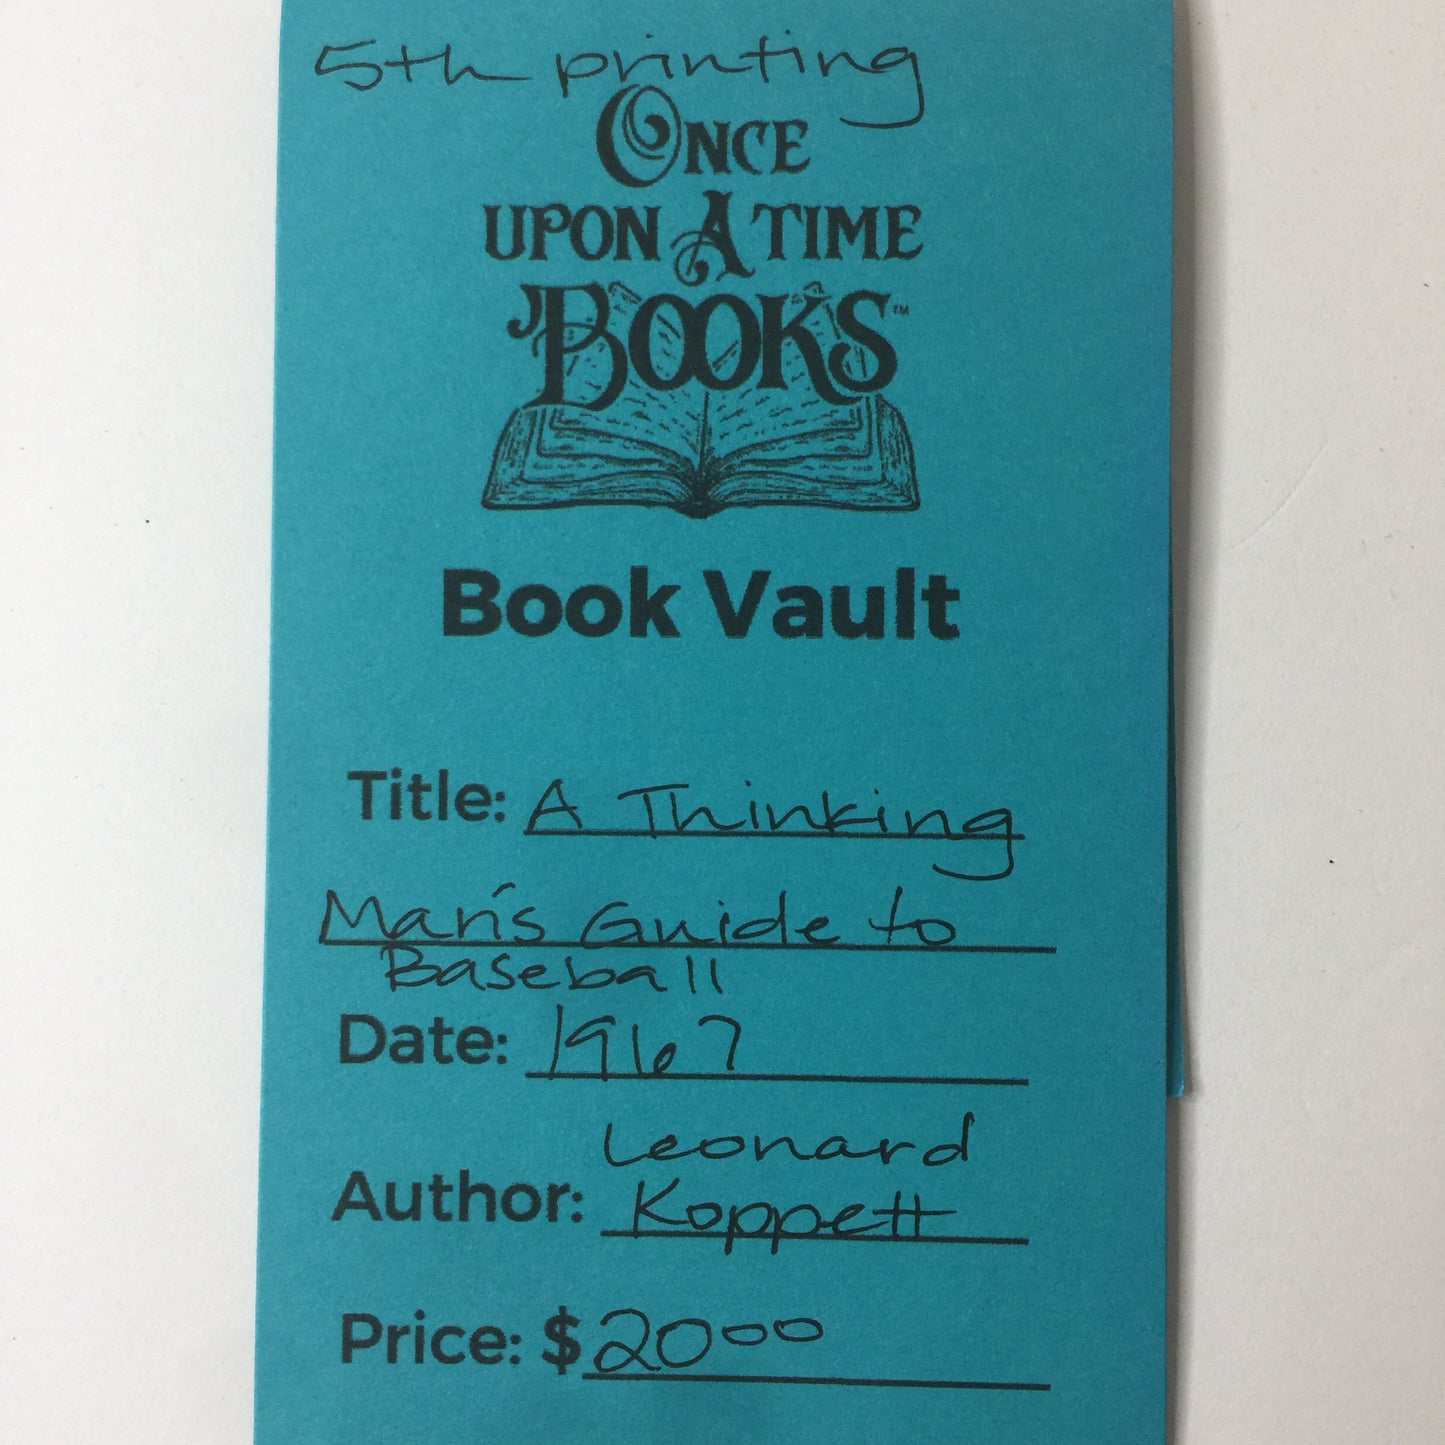 5th printing
ONCE
UPON A TIME
BOOKS™
Book Vault
Title: A Thinking
Man's Guide to
Baseball
Date: 1967
Leonard
Author: Koppett
Price: $20⁰⁰